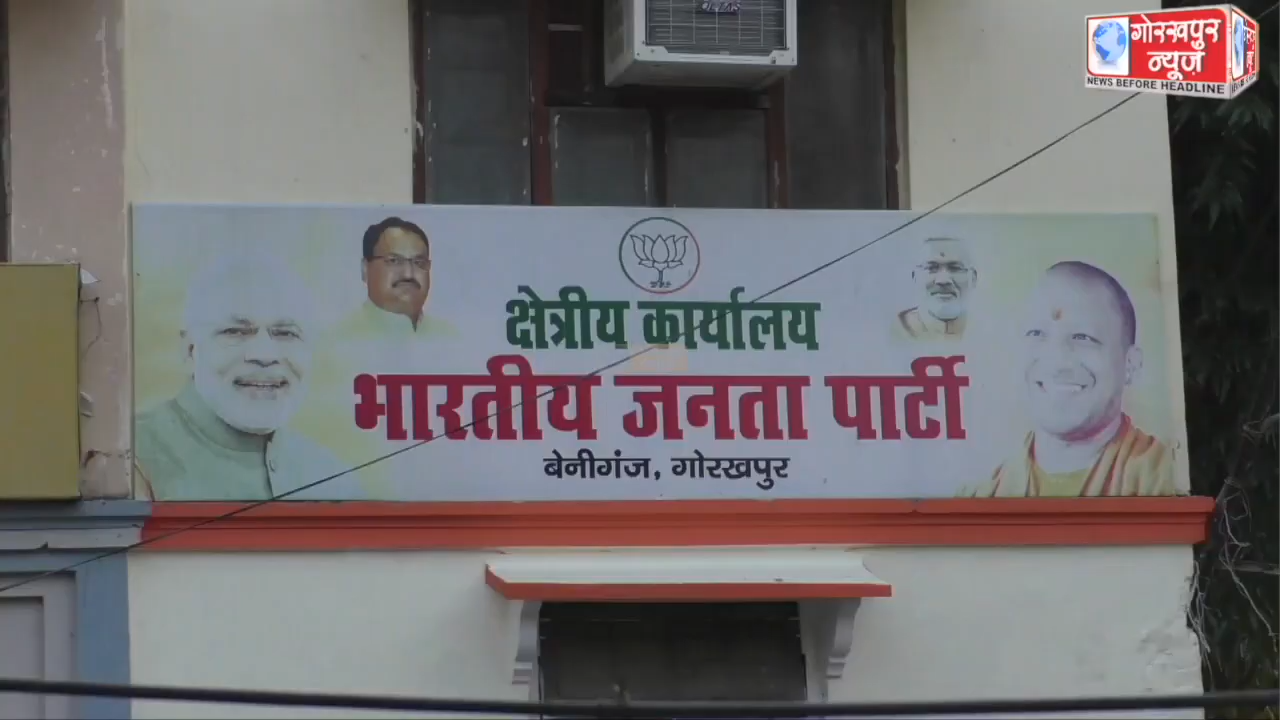 गोरखपुर
न्यूज़
NEWS BEFORE HEADLINE
क्षेत्रीय कार्यालय
भारतीय जनता पार्टी
बेनीगंज, गोरखपुर